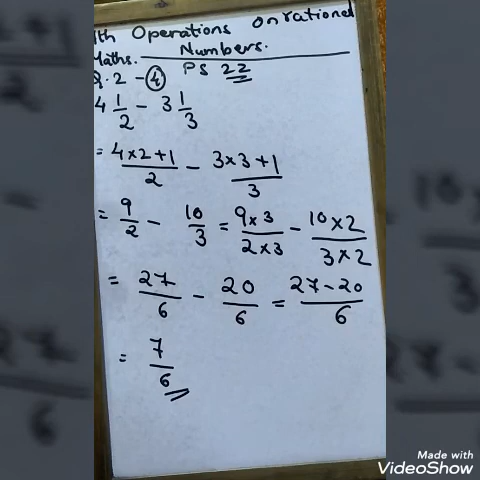 7th Operations on rational
Maths. Numbers.
Q.2 - ④ PS 22
4 1/2 - 3 1/3
= 4×2+1/2 - 3×3+1/3
= 9/2 - 10/3 = 9×3/2×3 - 10×2/3×2
= 27/6 - 20/6 = 27-20/6
= 7/6
Made with
VideoShow